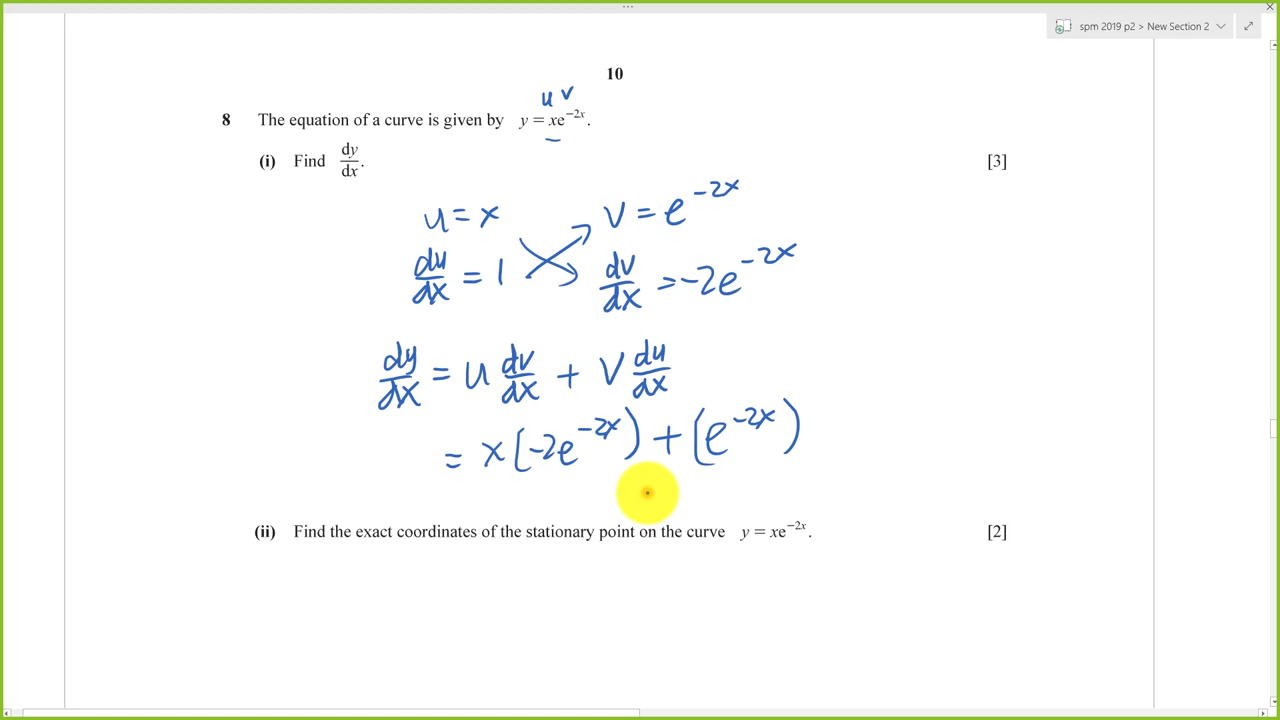 spm 2019 p2 > New Section 2
10
u v
8 The equation of a curve is given by y = xe⁻²ˣ.
(i) Find dy/dx. [3]
u = x v = e⁻²ˣ
du/dx = 1 dv/dx = -2e⁻²ˣ
dy/dx = u dv/dx + v du/dx
= x(-2e⁻²ˣ) + (e⁻²ˣ)
(ii) Find the exact coordinates of the stationary point on the curve y = xe⁻²ˣ. [2]